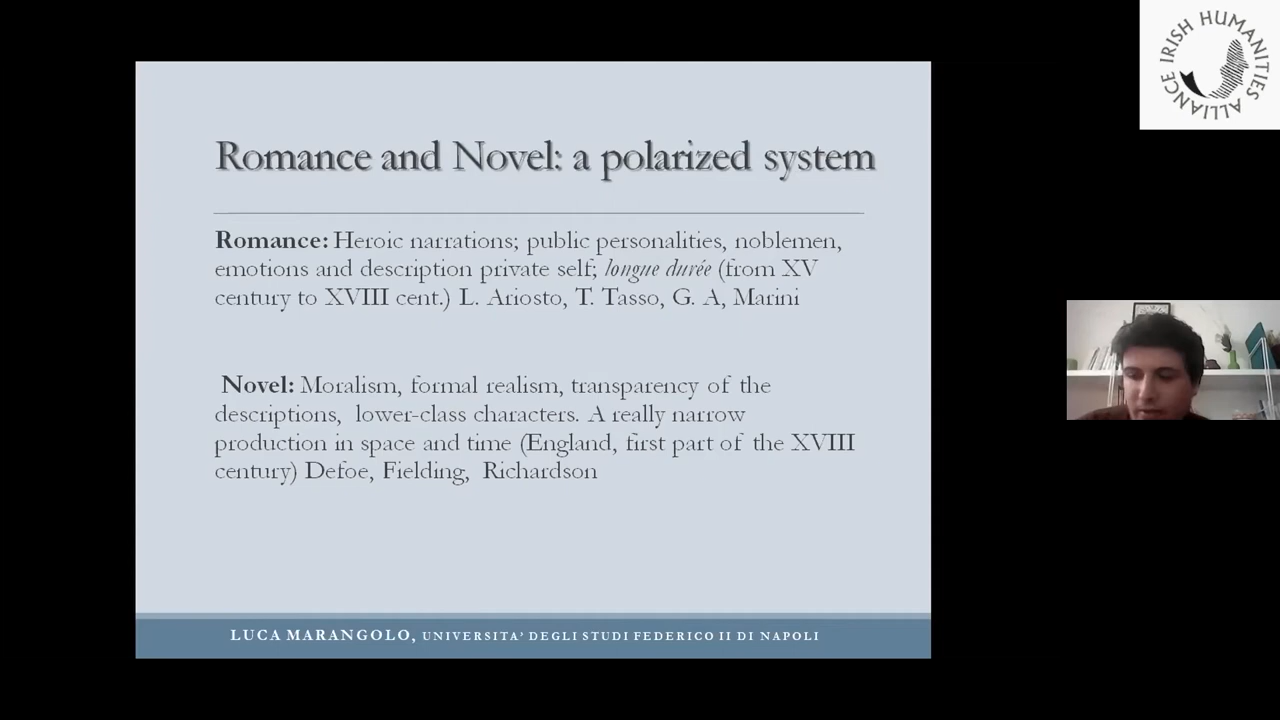 Romance and Novel: a polarized system
Romance: Heroic narrations; public personalities, noblemen,
emotions and description private self; longue durée (from XV
century to XVIII cent.) L. Ariosto, T. Tasso, G. A, Marini
Novel: Moralism, formal realism, transparency of the
descriptions, lower-class characters. A really narrow
production in space and time (England, first part of the XVIII
century) Defoe, Fielding, Richardson
LUCA MARANGOLO, UNIVERSITA' DEGLI STUDI FEDERICO II DI NAPOLI
IRISH HUMANITIES ALLIANCE